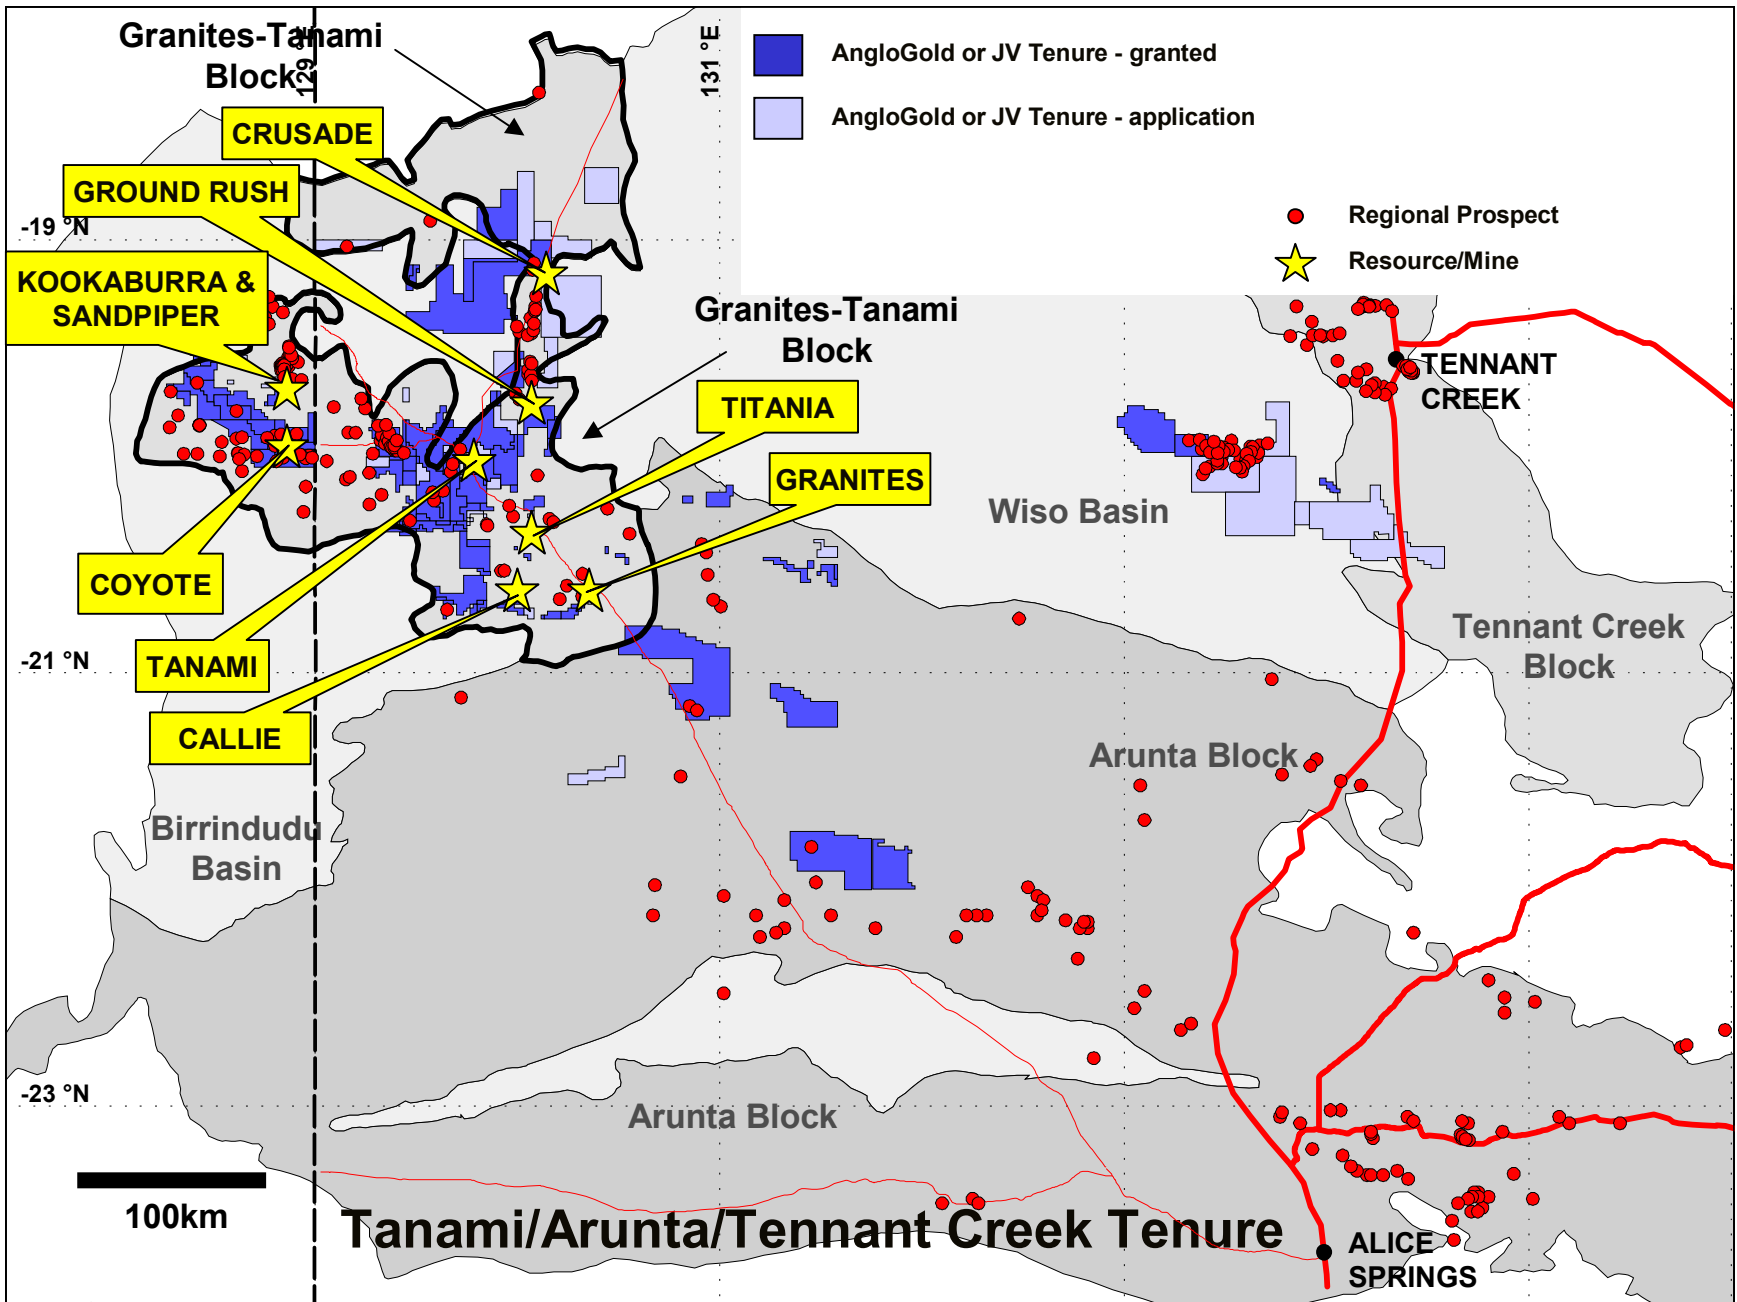 Granites-Tanami
Block
129 °E
131 °E
AngloGold or JV Tenure - granted
AngloGold or JV Tenure - application
CRUSADE
GROUND RUSH
-19 °N
Regional Prospect
Resource/Mine
KOOKABURRA &
SANDPIPER
Granites-Tanami
Block
TENNANT
CREEK
TITANIA
GRANITES
Wiso Basin
COYOTE
TANAMI
-21 °N
Tennant Creek
Block
CALLIE
Arunta Block
Birrindudu
Basin
-23 °N
Arunta Block
100km
Tanami/Arunta/Tennant Creek Tenure
ALICE
SPRINGS